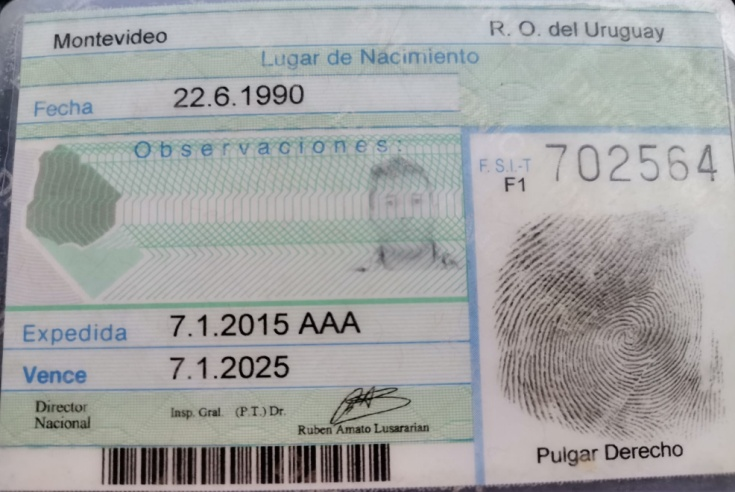 Montevideo
R. O. del Uruguay
Lugar de Nacimiento
Fecha
22.6.1990
Observaciones:
F. S.I.-T 702564
F1
Expedida 7.1.2015 AAA
Vence 7.1.2025
Director
Nacional
Insp. Gral. (P.T.) Dr.
Ruben Amato Lusararian
Pulgar Derecho